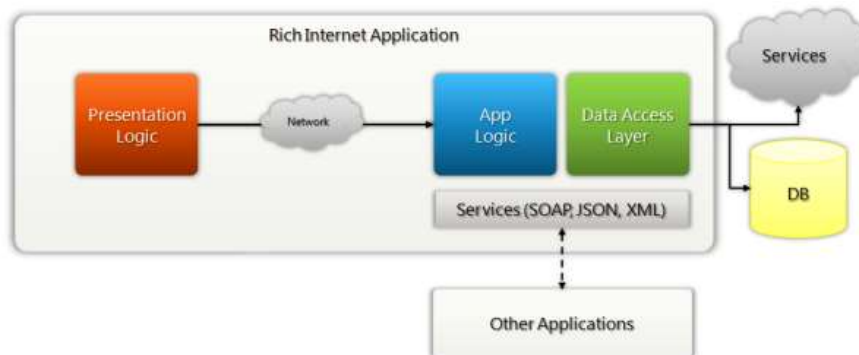 Rich Internet Application
Services
Presentation
Logic
Network
App
Logic
Data Access
Layer
DB
Services (SOAP, JSON, XML)
Other Applications